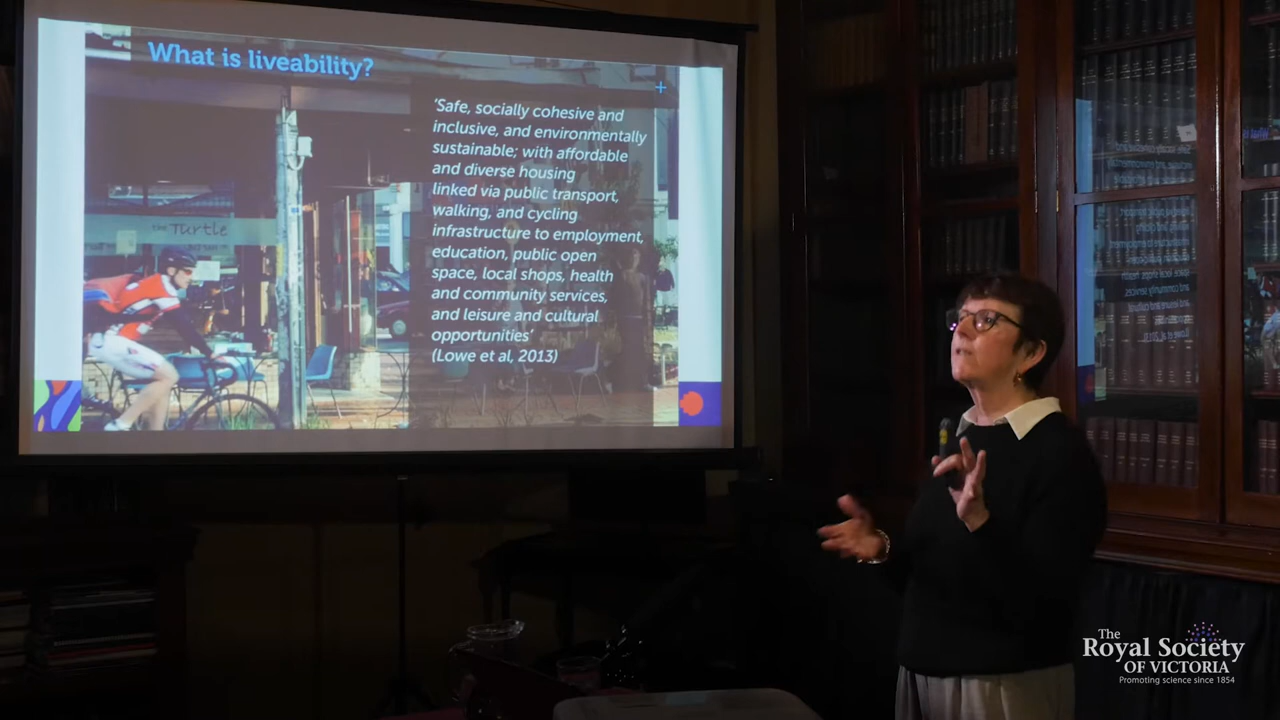 What is liveability?
'Safe, socially cohesive and
inclusive, and environmentally
sustainable; with affordable
and diverse housing
linked via public transport,
walking, and cycling
infrastructure to employment,
education, public open
space, local shops, health
and community services,
and leisure and cultural
opportunities'
(Lowe et al, 2013)
Turtle
The
Royal Society
OF VICTORIA
Promoting science since 1854